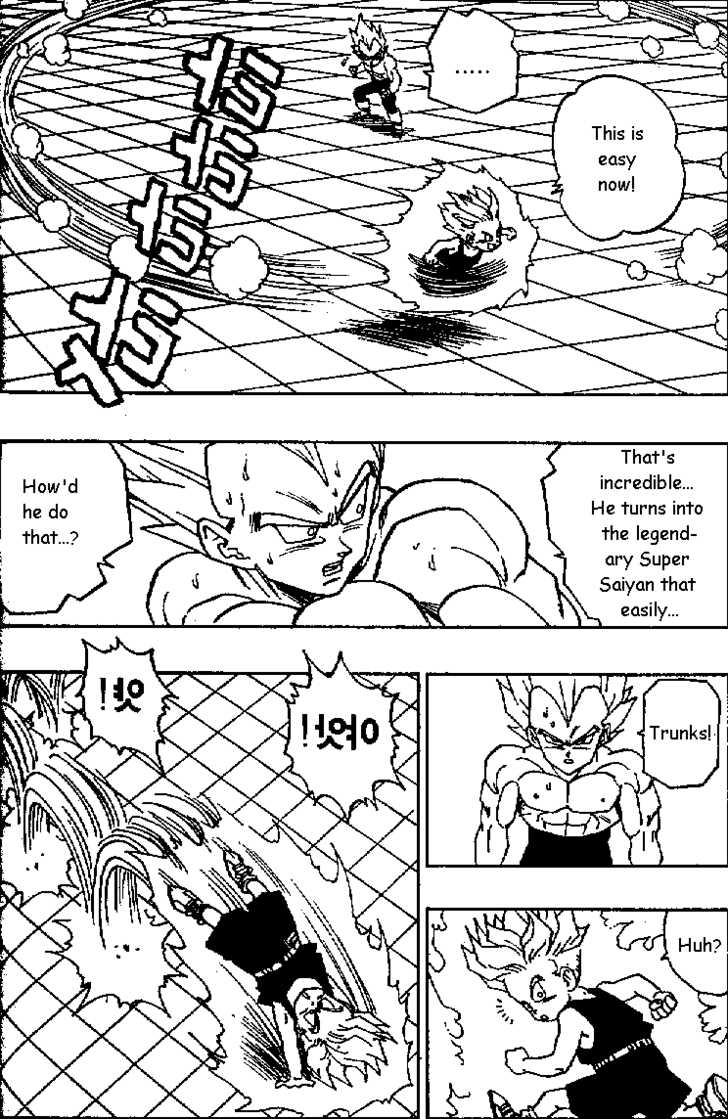 This is
easy
now!
.....
That's
incredible...
He turns into
the legend-
ary Super
Saiyan that
easily...
How'd
he do
that...?
Trunks!
Huh?